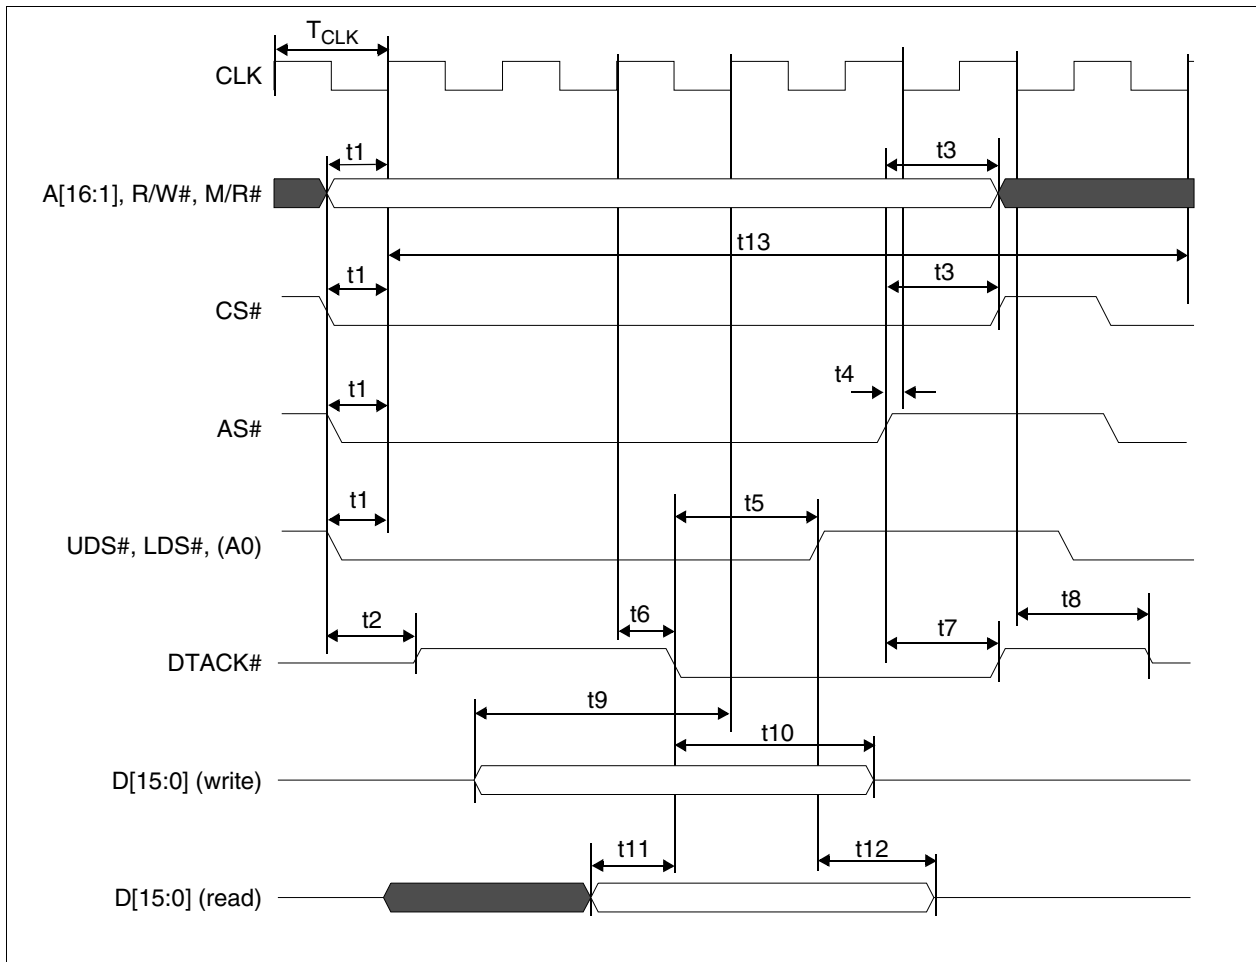 TCLK
CLK
t1
t3
A[16:1], R/W#, M/R#
t13
t1
t3
CS#
t4
t1
AS#
t1
t5
UDS#, LDS#, (A0)
t2
t6
t7
t8
DTACK#
t9
t10
D[15:0] (write)
t11
t12
D[15:0] (read)